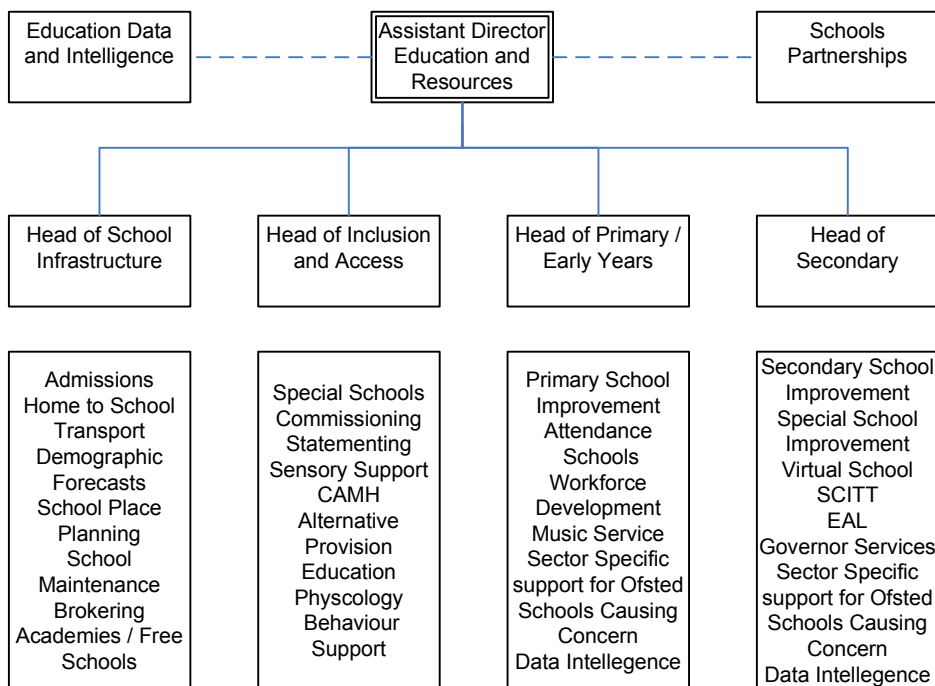 Education Data
and Intelligence
Assistant Director
Education and
Resources
Schools
Partnerships
Head of School
Infrastructure
Head of Inclusion
and Access
Head of Primary /
Early Years
Head of
Secondary
Admissions
Home to School
Transport
Demographic
Forecasts
School Place
Planning
School
Maintenance
Brokering
Academies / Free
Schools
Special Schools
Commissioning
Statementing
Sensory Support
CAMH
Alternative
Provision
Education
Physcology
Behaviour
Support
Primary School
Improvement
Attendance
Schools
Workforce
Development
Music Service
Sector Specific
support for Ofsted
Schools Causing
Concern
Data Intellegence
Secondary School
Improvement
Special School
Improvement
Virtual School
SCITT
EAL
Governor Services
Sector Specific
support for Ofsted
Schools Causing
Concern
Data Intellegence